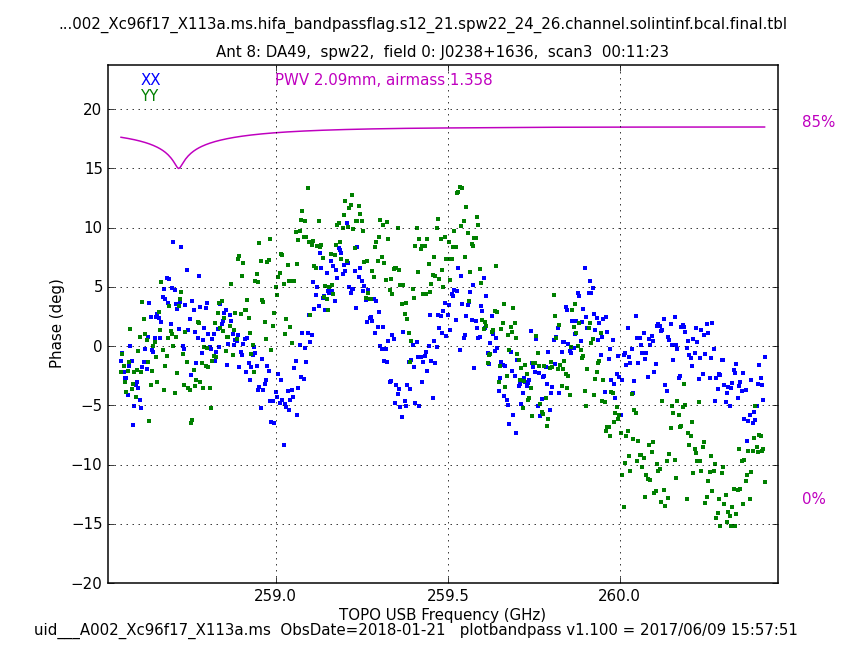 ...002_Xc96f17_X113a.ms.hifa_bandpassflag.s12_21.spw22_24_26.channel.solintinf.bcal.final.tbl
Ant 8: DA49,  spw22,  field 0: J0238+1636,  scan3  00:11:23
XX
PWV 2.09mm, airmass 1.358
YY
20
85%
15
10
5
0
−5
−10
0%
−15
−20
Phase (deg)
259.0
259.5
260.0
TOPO USB Frequency (GHz)
uid___A002_Xc96f17_X113a.ms  ObsDate=2018-01-21   plotbandpass v1.100 = 2017/06/09 15:57:51